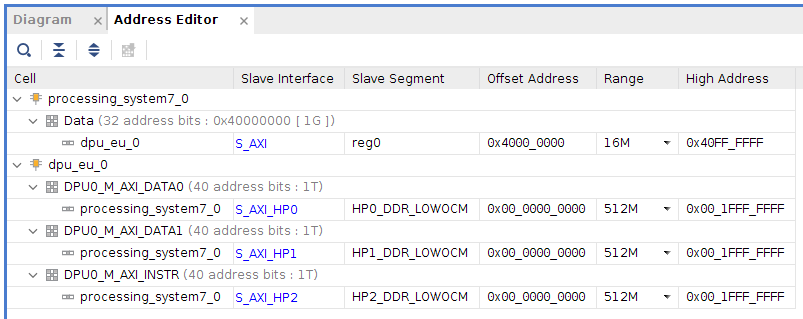 Diagram × Address Editor ×
Cell Slave Interface Slave Segment Offset Address Range High Address
processing_system7_0
Data (32 address bits : 0x40000000 [ 1G ])
dpu_eu_0 S_AXI reg0 0x4000_0000 16M 0x40FF_FFFF
dpu_eu_0
DPU0_M_AXI_DATA0 (40 address bits : 1T)
processing_system7_0 S_AXI_HP0 HP0_DDR_LOWOCM 0x00_0000_0000 512M 0x00_1FFF_FFFF
DPU0_M_AXI_DATA1 (40 address bits : 1T)
processing_system7_0 S_AXI_HP1 HP1_DDR_LOWOCM 0x00_0000_0000 512M 0x00_1FFF_FFFF
DPU0_M_AXI_INSTR (40 address bits : 1T)
processing_system7_0 S_AXI_HP2 HP2_DDR_LOWOCM 0x00_0000_0000 512M 0x00_1FFF_FFFF